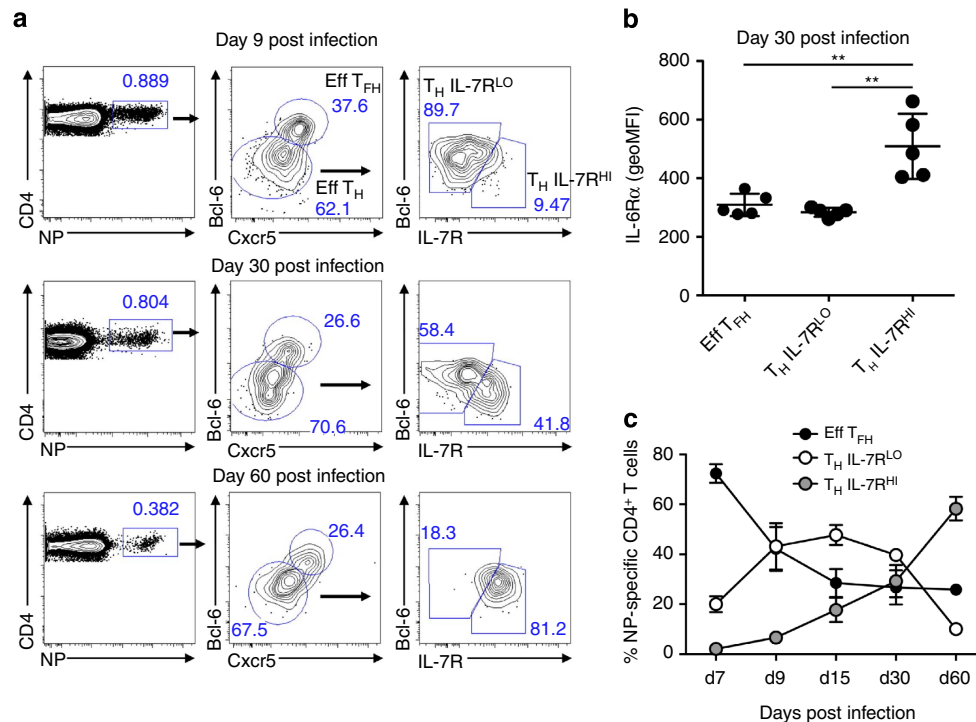 a
Day 9 post infection
0.889
CD4
NP
Eff TFH
37.6
Eff TH
62.1
Bcl-6
Cxcr5
TH IL-7RLO
89.7
TH IL-7RHI
9.47
Bcl-6
IL-7R
Day 30 post infection
0.804
CD4
NP
26.6
70.6
Bcl-6
Cxcr5
58.4
41.8
Bcl-6
IL-7R
Day 60 post infection
0.382
CD4
NP
26.4
67.5
Bcl-6
Cxcr5
18.3
81.2
Bcl-6
IL-7R
b
Day 30 post infection
**
**
IL-6Rα (geoMFI)
800
600
400
200
0
Eff TFH
TH IL-7RLO
TH IL-7RHI
c
Eff TFH
TH IL-7RLO
TH IL-7RHI
% NP-specific CD4+ T cells
80
60
40
20
0
d7 d9 d15 d30 d60
Days post infection